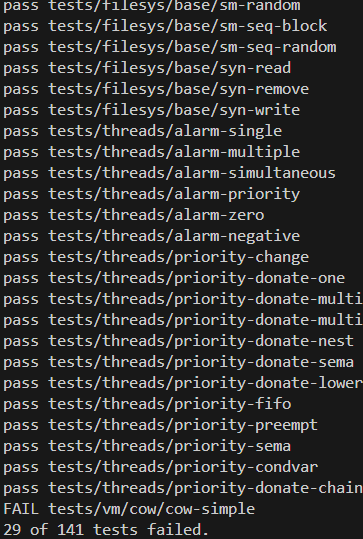 pass tests/filesys/base/sm-random
pass tests/filesys/base/sm-seq-block
pass tests/filesys/base/sm-seq-random
pass tests/filesys/base/syn-read
pass tests/filesys/base/syn-remove
pass tests/filesys/base/syn-write
pass tests/threads/alarm-single
pass tests/threads/alarm-multiple
pass tests/threads/alarm-simultaneous
pass tests/threads/alarm-priority
pass tests/threads/alarm-zero
pass tests/threads/alarm-negative
pass tests/threads/priority-change
pass tests/threads/priority-donate-one
pass tests/threads/priority-donate-multi
pass tests/threads/priority-donate-multi
pass tests/threads/priority-donate-nest
pass tests/threads/priority-donate-sema
pass tests/threads/priority-donate-lower
pass tests/threads/priority-fifo
pass tests/threads/priority-preempt
pass tests/threads/priority-sema
pass tests/threads/priority-condvar
pass tests/threads/priority-donate-chain
FAIL tests/vm/cow/cow-simple
29 of 141 tests failed.